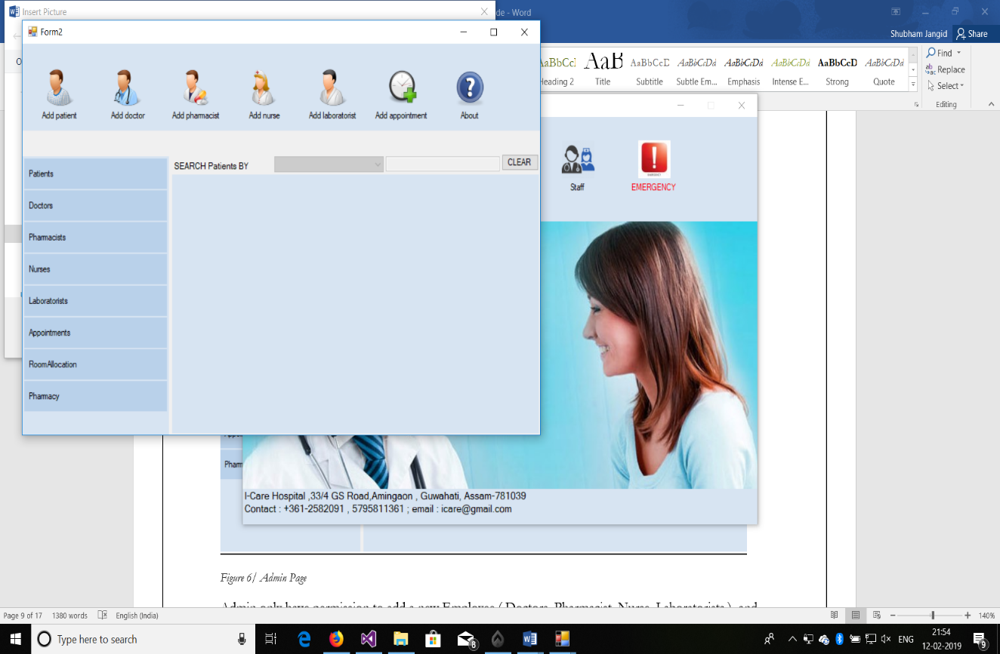 Insert Picture
de - Word
Shubham Jangid
Share
Form2
Add patient
Add doctor
Add pharmacist
Add nurse
Add laboratorist
Add appointment
About
AaBbCcI
AaB
AaBbCcD
AaBbCcDd
AaBbCcDd
AaBbCcDd
AaBbCcD
AaBbCcDd
Heading 2
Title
Subtitle
Subtle Em...
Emphasis
Intense E...
Strong
Quote
Find
Replace
Select
Editing
SEARCH Patients BY
CLEAR
Staff
EMERGENCY
Patients
Doctors
Pharmacists
Nurses
Laboratorists
Appointments
RoomAllocation
Pharmacy
Pharm
I-Care Hospital ,33/4 GS Road,Amingaon , Guwahati, Assam-781039
Contact : +361-2582091 , 5795811361 ; email : icare@gmail.com
Figure 6/ Admin Page
Admin only have permission to add a new Employee ( Doctors, Pharmacist, Nurse, Laboratorists ), and
Page 9 of 17
1380 words
English (India)
140%
Type here to search
8
ENG
21:54
12-02-2019
9